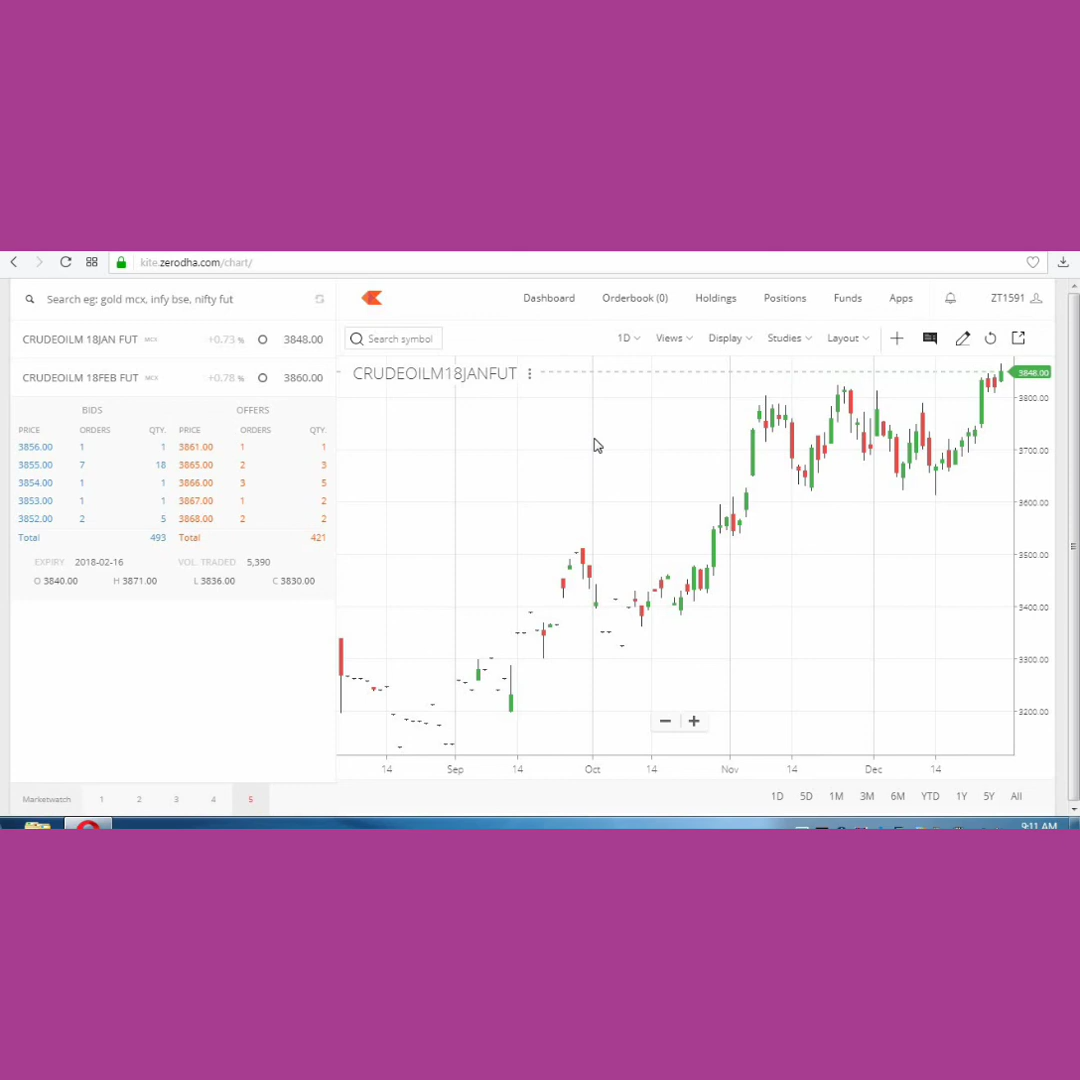 kite.zerodha.com/chart/
Search eg: gold mcx, infy bse, nifty fut
Dashboard Orderbook (0) Holdings Positions Funds Apps ZT1591
CRUDEOILM 18JAN FUT MCX +0.73 % 3848.00
Search symbol 1D Views Display Studies Layout
CRUDEOILM 18FEB FUT MCX +0.78 % 3860.00
CRUDEOILM18JANFUT
BIDS OFFERS
PRICE ORDERS QTY. PRICE ORDERS QTY.
3856.00 1 1 3861.00 1 1
3855.00 7 18 3865.00 2 3
3854.00 1 1 3866.00 3 5
3853.00 1 1 3867.00 1 2
3852.00 2 5 3868.00 2 2
Total 493 Total 421
EXPIRY 2018-02-16 VOL. TRADED 5,390
O 3840.00 H 3871.00 L 3836.00 C 3830.00
3848.00
3800.00
3700.00
3600.00
3500.00
3400.00
3300.00
3200.00
14 Sep 14 Oct 14 Nov 14 Dec 14
Marketwatch 1 2 3 4 5
1D 5D 1M 3M 6M YTD 1Y 5Y All
9:11 AM